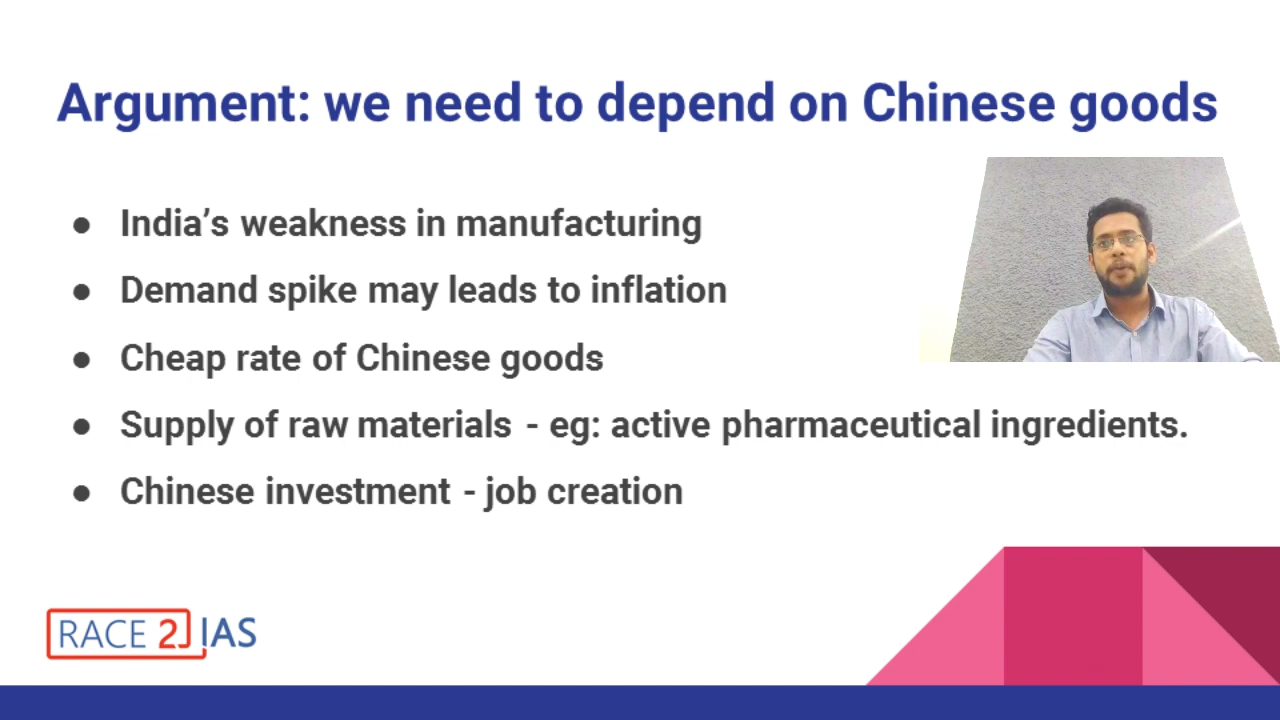 Argument: we need to depend on Chinese goods
● India’s weakness in manufacturing
● Demand spike may leads to inflation
● Cheap rate of Chinese goods
● Supply of raw materials - eg: active pharmaceutical ingredients.
● Chinese investment - job creation
RACE 2 IAS